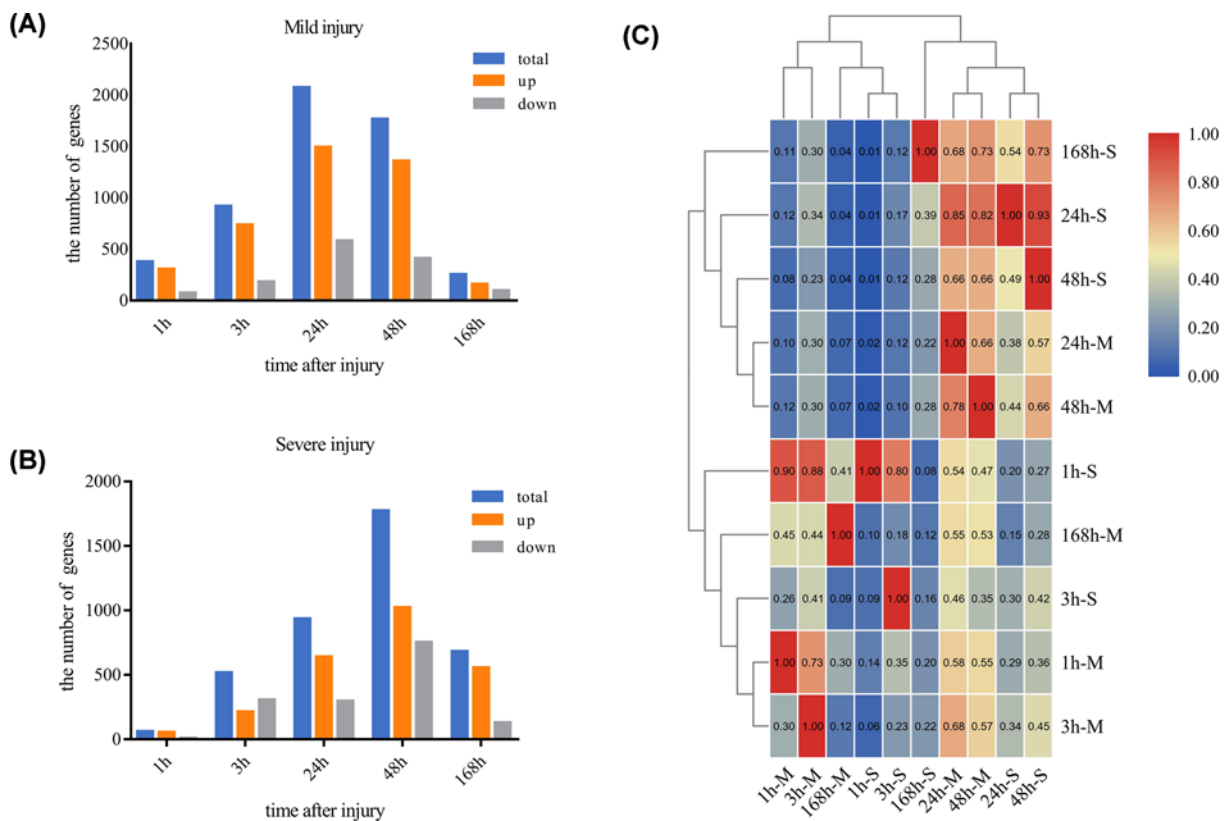 (A)
Mild injury
the number of genes
2500
2000
1500
1000
500
0
total
up
down
1h
3h
24h
48h
168h
time after injury
(B)
Severe injury
the number of genes
2000
1500
1000
500
0
total
up
down
1h
3h
24h
48h
168h
time after injury
(C)
0.11 0.30 0.04 0.01 0.12 1.00 0.68 0.73 0.54 0.73 168h-S
0.12 0.34 0.04 0.01 0.17 0.39 0.85 0.82 1.00 0.93 24h-S
0.08 0.23 0.04 0.01 0.12 0.28 0.66 0.66 0.49 1.00 48h-S
0.10 0.30 0.07 0.02 0.12 0.22 1.00 0.66 0.38 0.57 24h-M
0.12 0.30 0.07 0.02 0.10 0.28 0.78 1.00 0.44 0.66 48h-M
0.90 0.88 0.41 1.00 0.80 0.08 0.54 0.47 0.20 0.27 1h-S
0.45 0.44 1.00 0.10 0.18 0.12 0.55 0.53 0.15 0.28 168h-M
0.26 0.41 0.09 0.09 1.00 0.16 0.46 0.35 0.30 0.42 3h-S
1.00 0.73 0.30 0.14 0.35 0.20 0.58 0.55 0.29 0.36 1h-M
0.30 1.00 0.12 0.06 0.23 0.22 0.68 0.57 0.34 0.45 3h-M
1h-M 3h-M 168h-M 1h-S 3h-S 168h-S 24h-M 48h-M 24h-S 48h-S
1.00
0.80
0.60
0.40
0.20
0.00